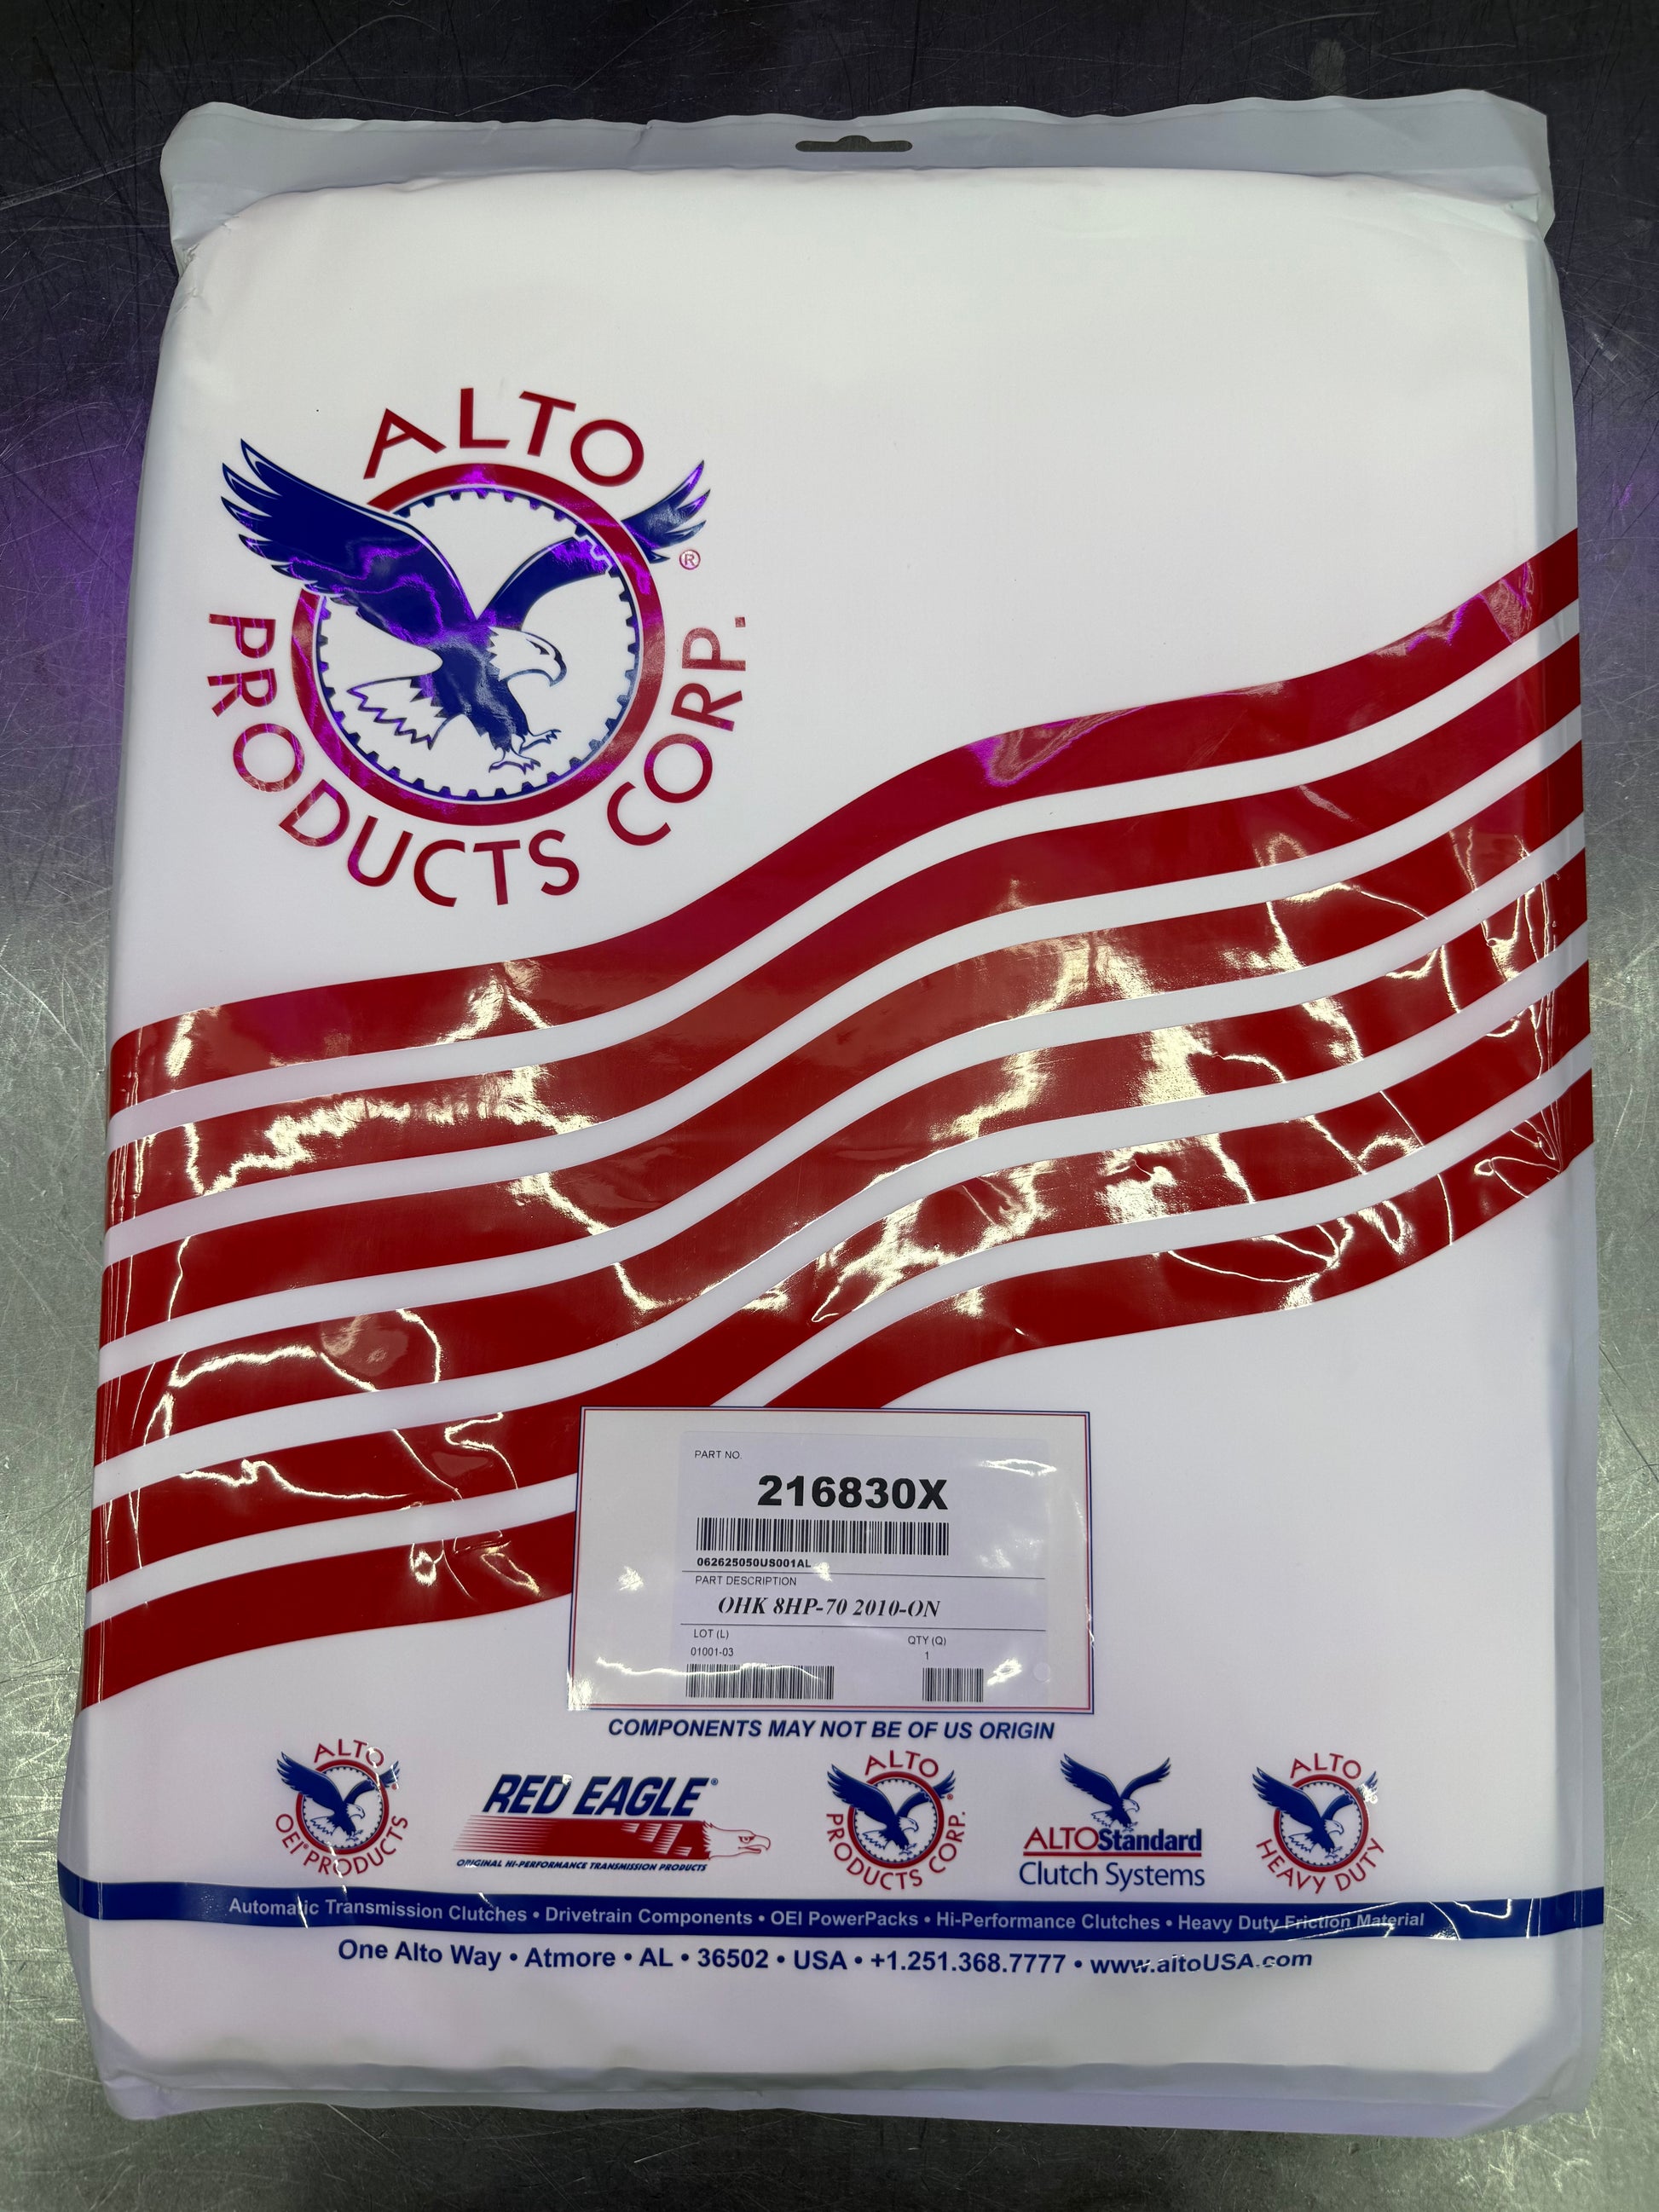 ALTO
PRODUCTS CORP.
®
PART NO.
216830X
062625050US001AL
PART DESCRIPTION
OHK 8HP-70 2010-ON
LOT (L)
QTY (Q)
01001-03
1
COMPONENTS MAY NOT BE OF US ORIGIN
ALTO
OEI® PRODUCTS
RED EAGLE®
ORIGINAL HI-PERFORMANCE TRANSMISSION PRODUCTS
ALTO
PRODUCTS CORP.
ALTOStandard
Clutch Systems
ALTO
HEAVY DUTY
Automatic Transmission Clutches • Drivetrain Components • OEI PowerPacks • Hi-Performance Clutches • Heavy Duty Friction Material
One Alto Way • Atmore • AL • 36502 • USA • +1.251.368.7777 • www.altoUSA.com